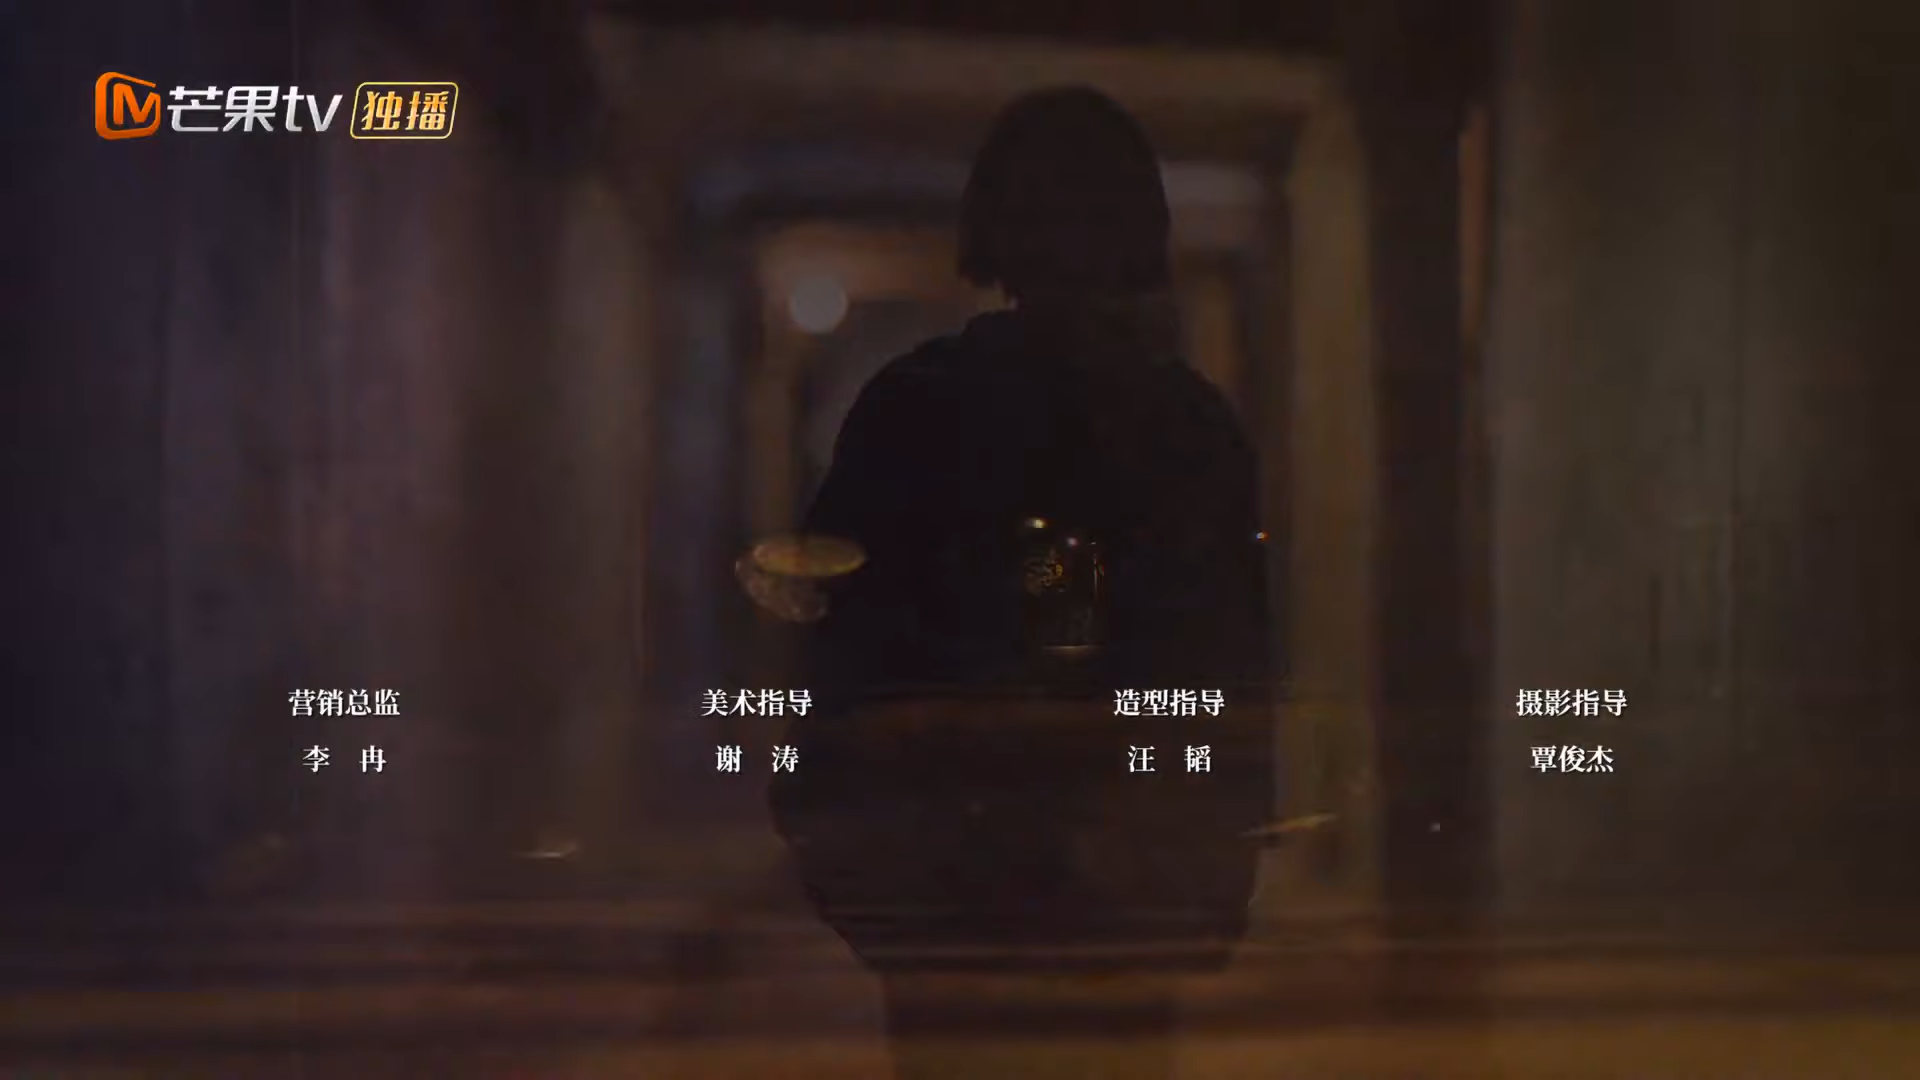 芒果tv 独播
营销总监 美术指导 造型指导 摄影指导
李 冉 谢 涛 汪 韬 覃俊杰